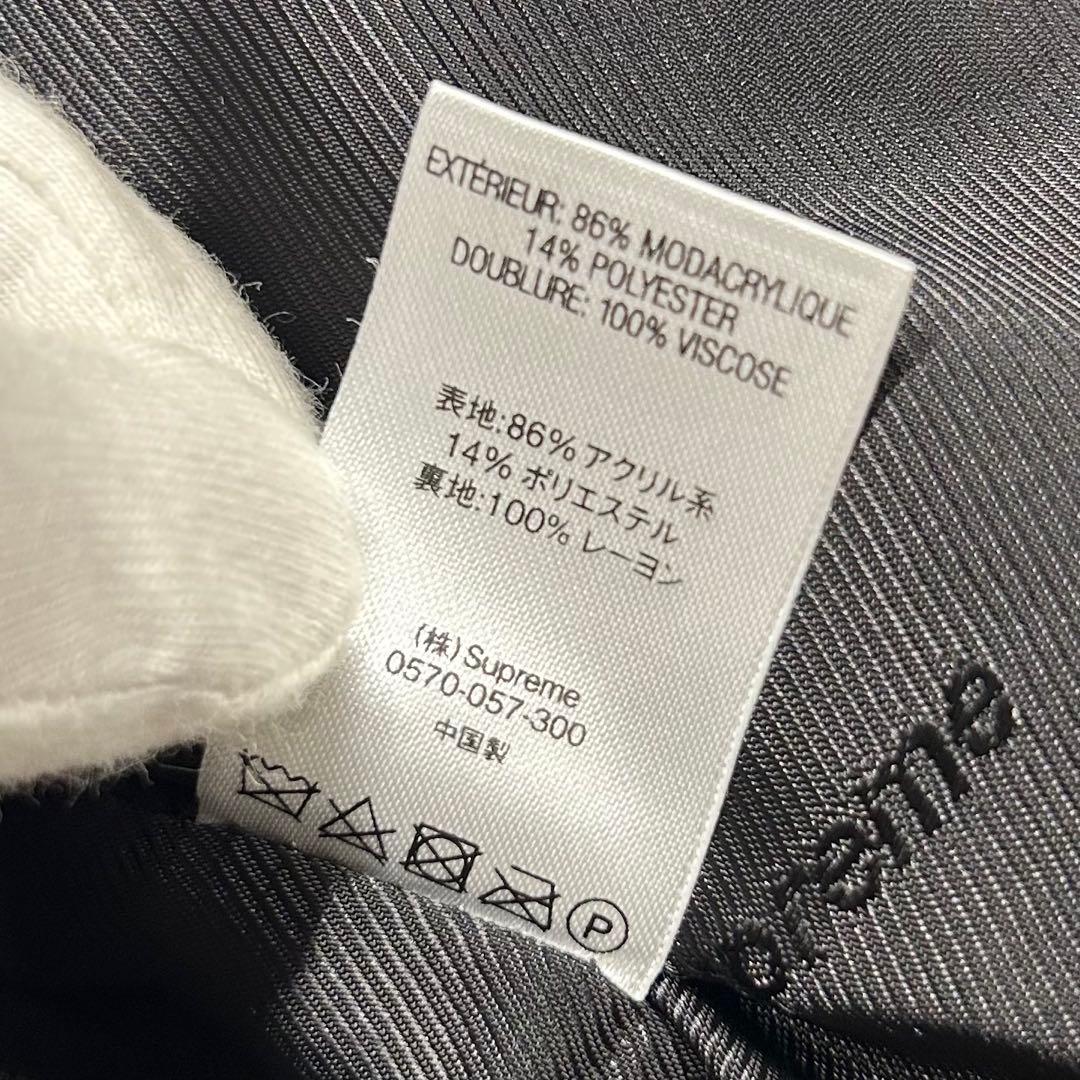 EXTÉRIEUR: 86% MODACRYLIQUE
14% POLYESTER
DOUBLURE: 100% VISCOSE
表地:86% アクリル系
14% ポリエステル
裏地:100% レーヨン
(株) Supreme
0570-057-300
中国製
P
preme